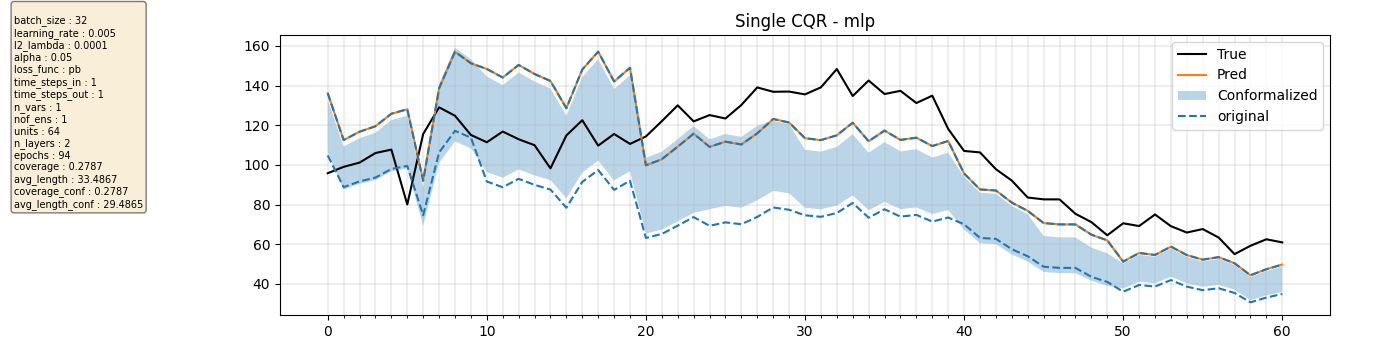 batch_size : 32
learning_rate : 0.005
l2_lambda : 0.0001
alpha : 0.05
loss_func : pb
time_steps_in : 1
time_steps_out : 1
n_vars : 1
nof_ens : 1
units : 64
n_layers : 2
epochs : 94
coverage : 0.2787
avg_length : 33.4867
coverage_conf : 0.2787
avg_length_conf : 29.4865
Single CQR - mlp
160
140
120
100
80
60
40
True
Pred
Conformalized
original
0 10 20 30 40 50 60